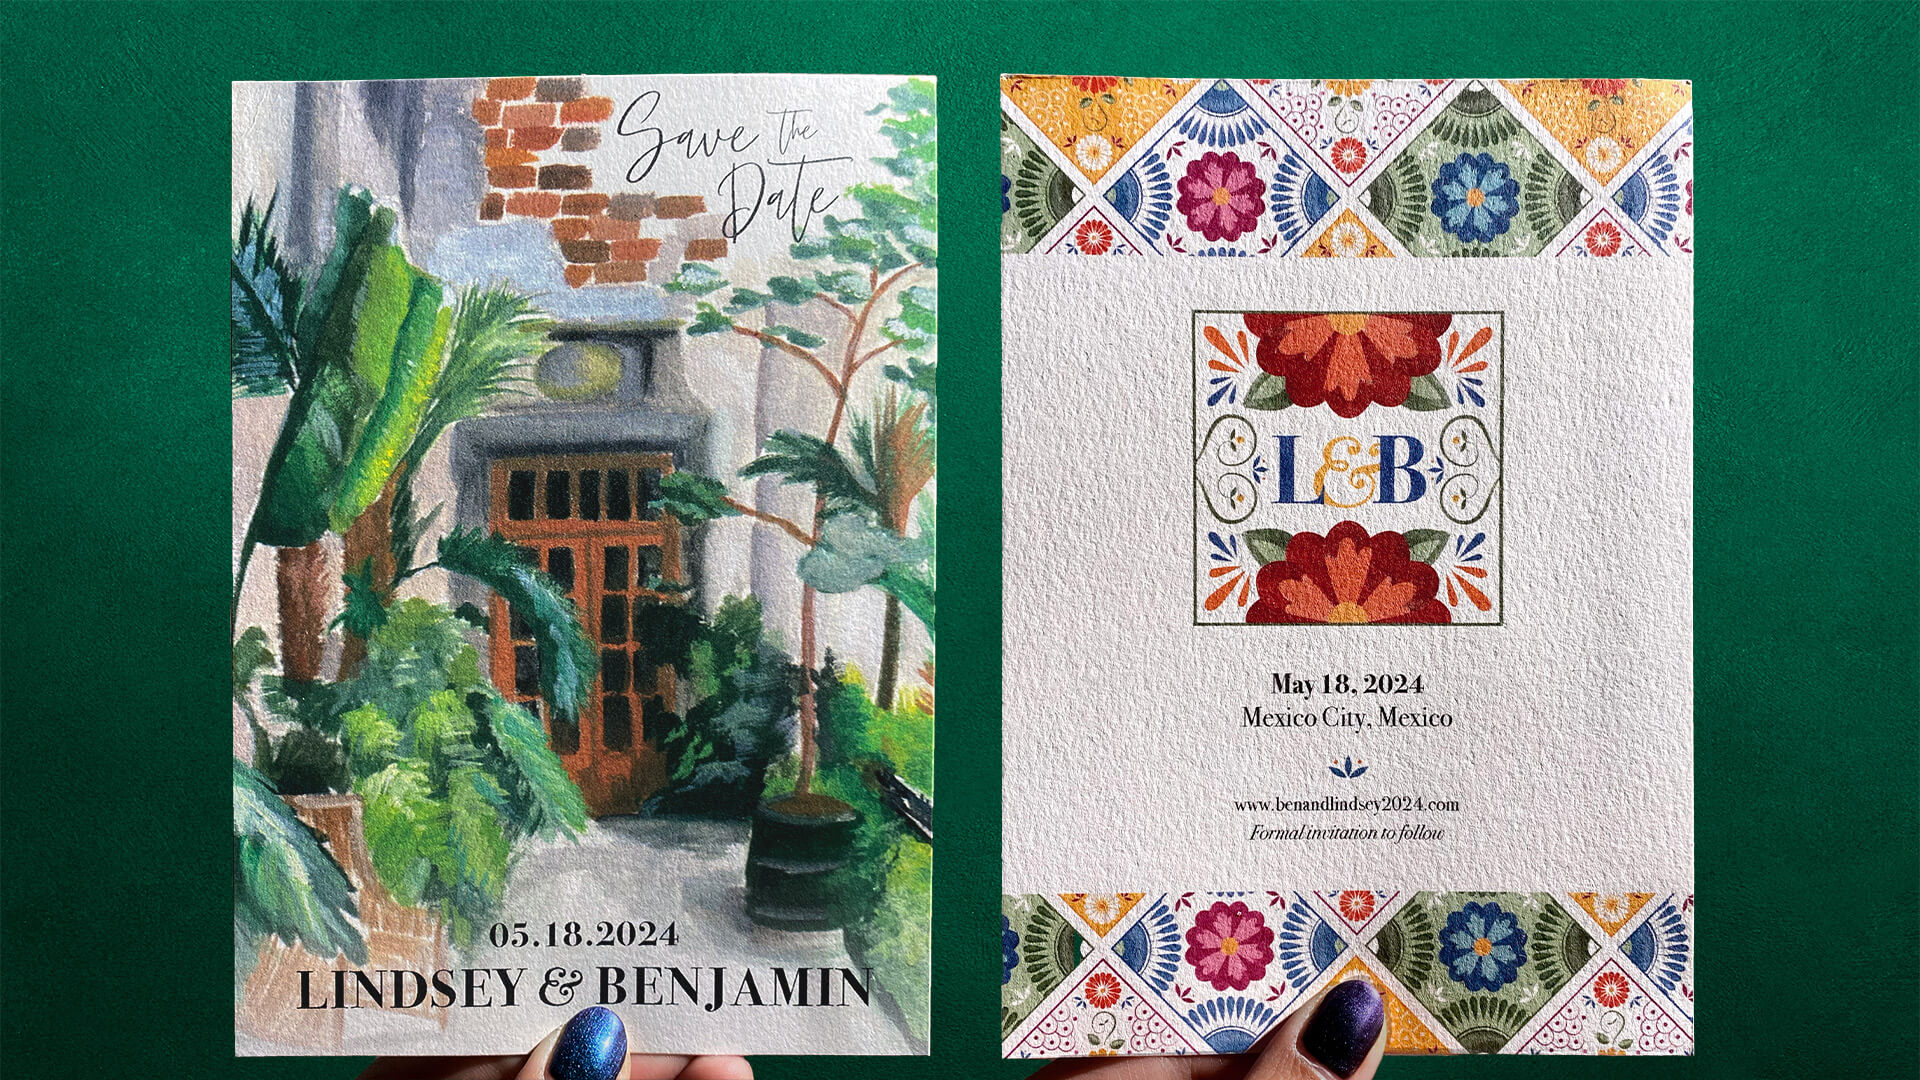 Save the
Date
05.18.2024
LINDSEY & BENJAMIN
L&B
May 18, 2024
Mexico City, Mexico
www.benandlindsey2024.com
Formal invitation to follow